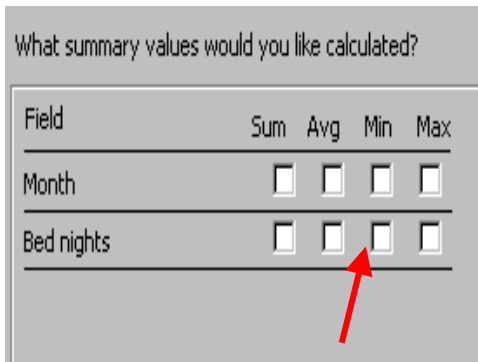 What summary values would you like calculated?
Field Sum Avg Min Max
Month
Bed nights